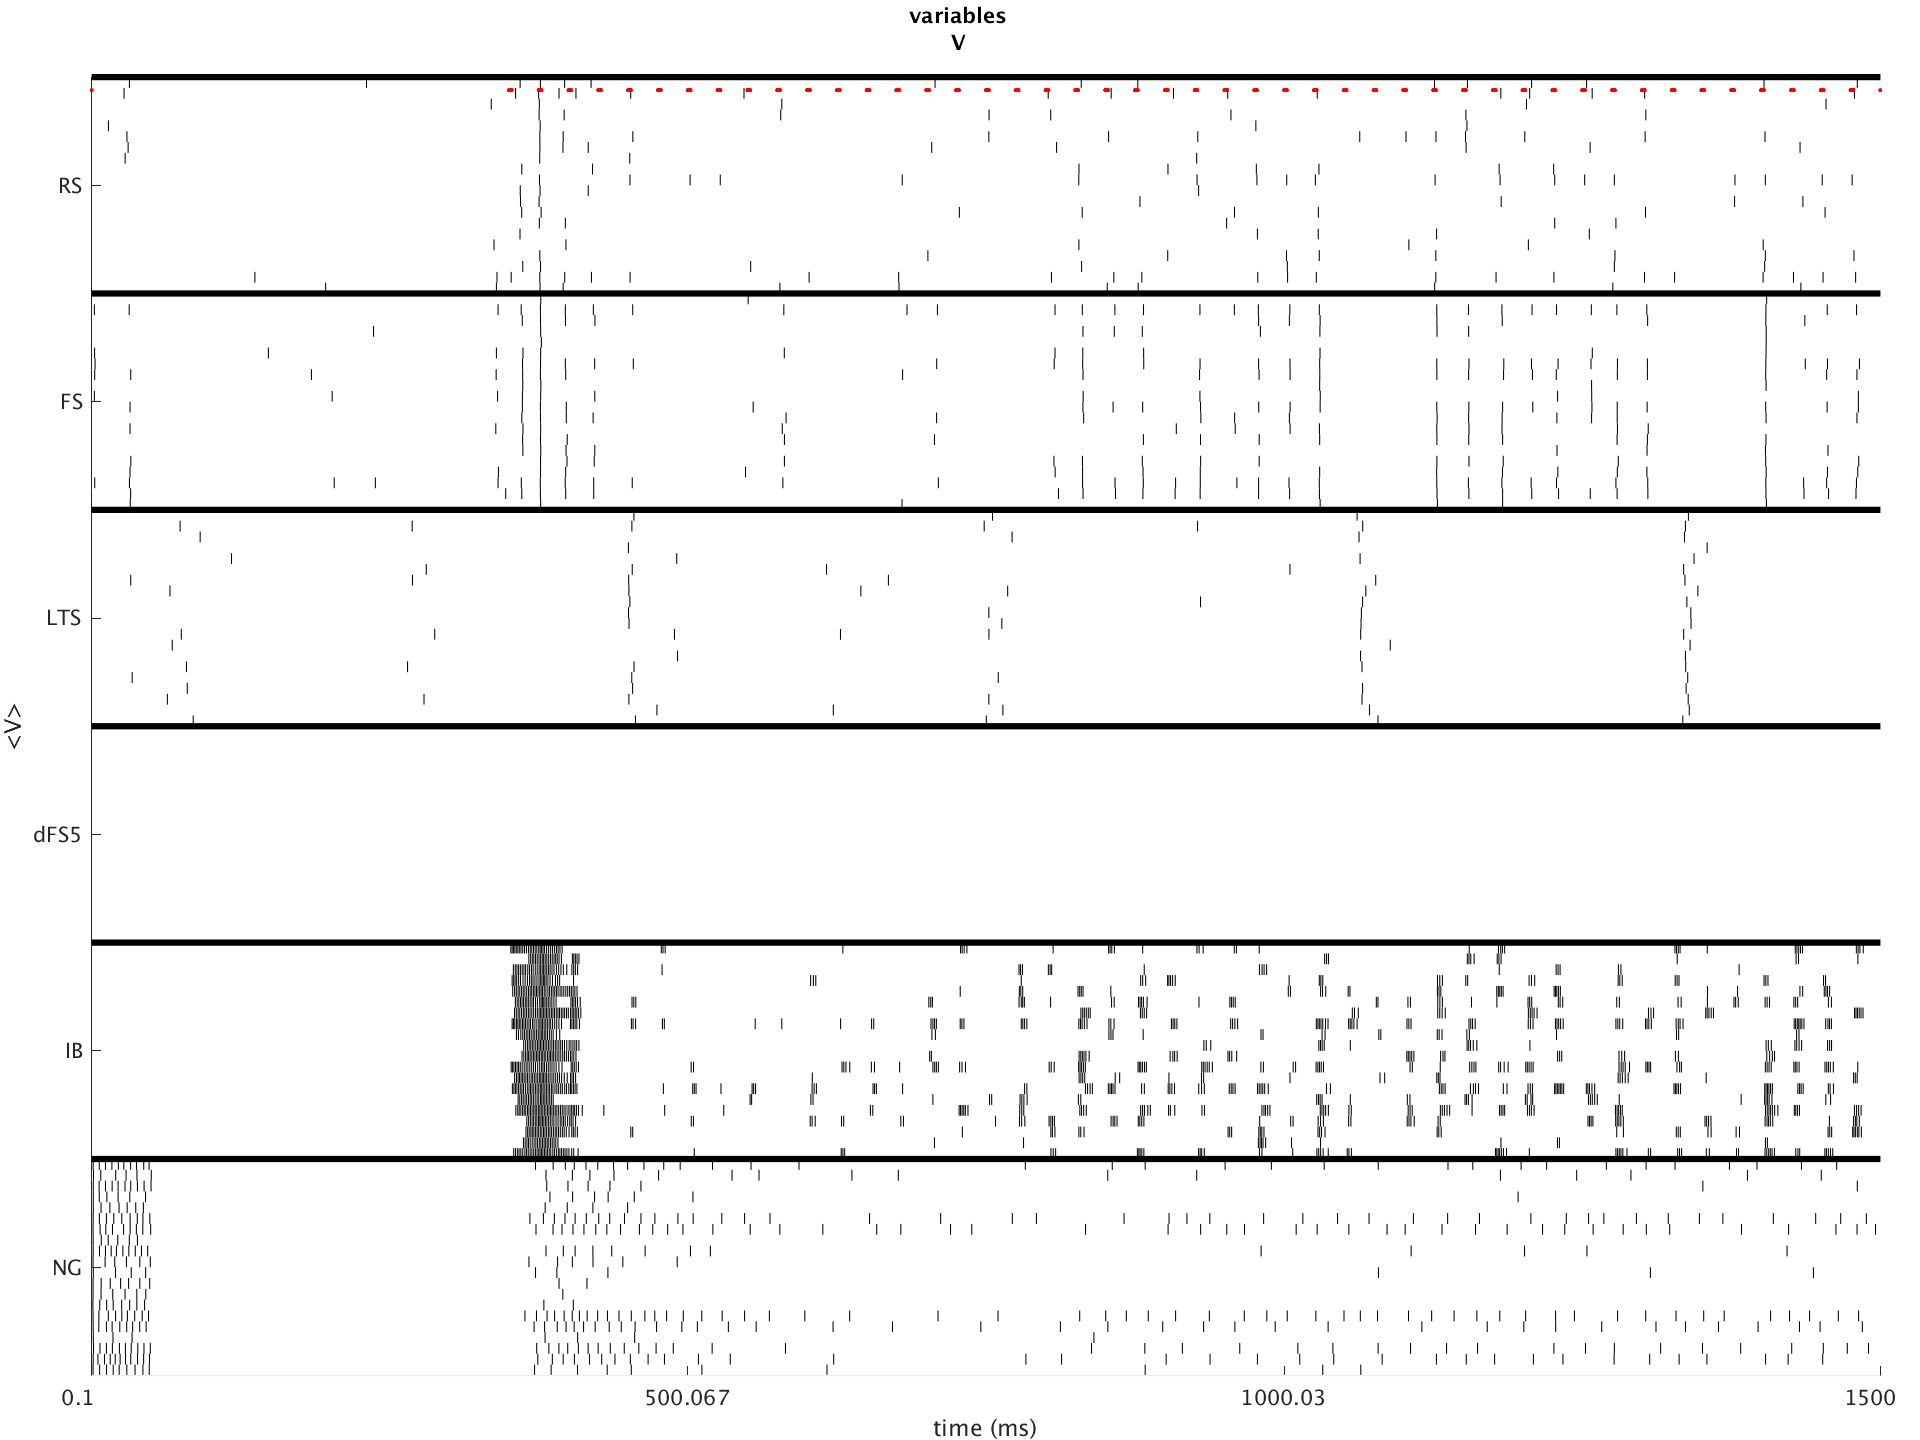 variables
V
RS
FS
LTS
<V>
dFS5
IB
NG
0.1
500.067
1000.03
1500
time (ms)